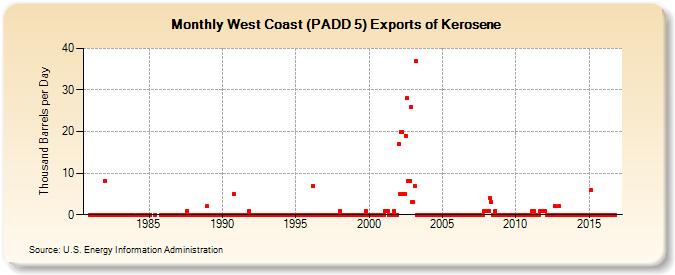 Monthly West Coast (PADD 5) Exports of Kerosene
Thousand Barrels per Day
40
30
20
10
0
1985 1990 1995 2000 2005 2010 2015
Source: U.S. Energy Information Administration